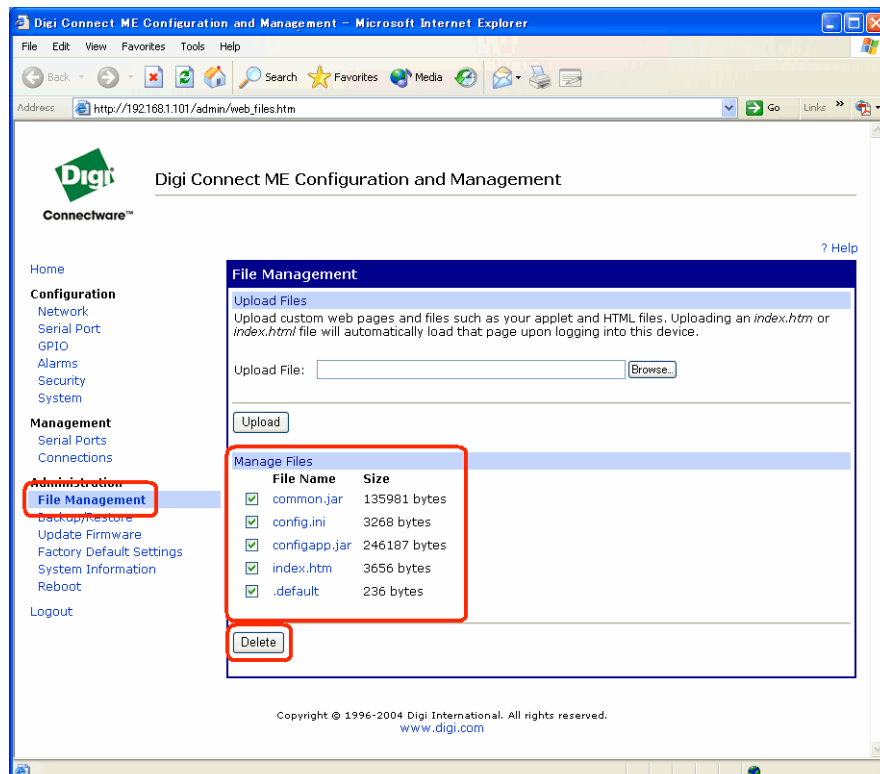 Digi Connect ME Configuration and Management - Microsoft Internet Explorer
File Edit View Favorites Tools Help
Back Search Favorites Media
Address http://192.168.1.101/admin/web_files.htm Go Links »
Digi
Connectware™
Digi Connect ME Configuration and Management
? Help
Home
Configuration
Network
Serial Port
GPIO
Alarms
Security
System
Management
Serial Ports
Connections
Administration
File Management
Backup/Restore
Update Firmware
Factory Default Settings
System Information
Reboot
Logout
File Management
Upload Files
Upload custom web pages and files such as your applet and HTML files. Uploading an index.htm or
index.html file will automatically load that page upon logging into this device.
Upload File: Browse...
Upload
Manage Files
File Name Size
common.jar 135981 bytes
config.ini 3268 bytes
configapp.jar 246187 bytes
index.htm 3656 bytes
.default 236 bytes
Delete
Copyright © 1996-2004 Digi International. All rights reserved.
www.digi.com